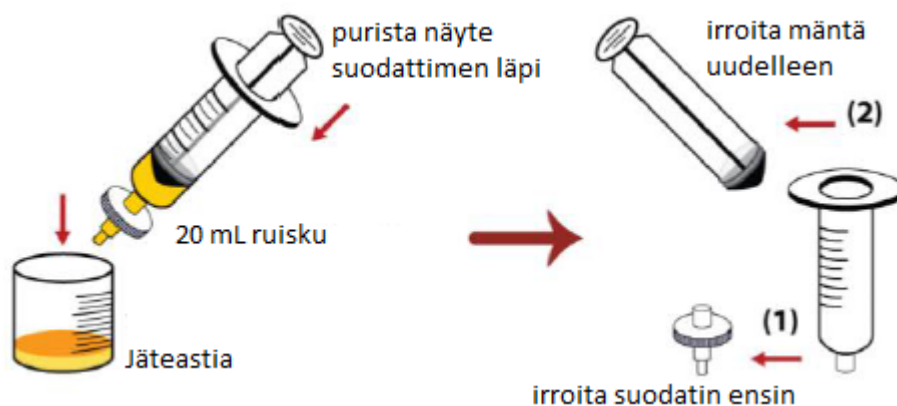 purista näyte
suodattimen läpi
20 mL ruisku
Jäteastia
irroita mäntä
uudelleen
(2)
(1)
irroita suodatin ensin